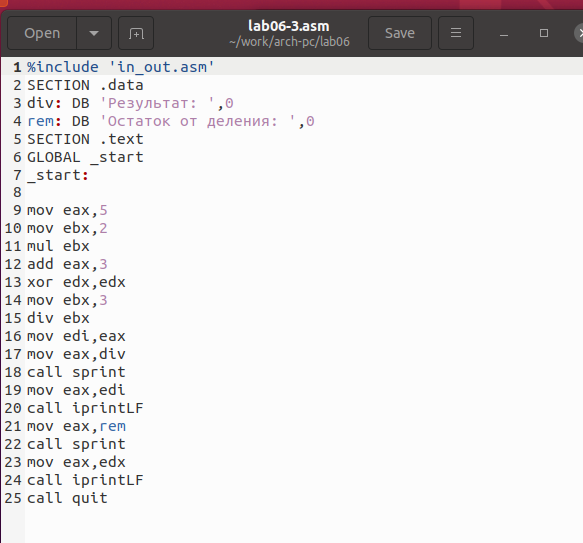 Open
lab06-3.asm
~/work/arch-pc/lab06
Save
1 %include 'in_out.asm'
2 SECTION .data
3 div: DB 'Результат: ',0
4 rem: DB 'Остаток от деления: ',0
5 SECTION .text
6 GLOBAL _start
7 _start:
8
9 mov eax,5
10 mov ebx,2
11 mul ebx
12 add eax,3
13 xor edx,edx
14 mov ebx,3
15 div ebx
16 mov edi,eax
17 mov eax,div
18 call sprint
19 mov eax,edi
20 call iprintLF
21 mov eax,rem
22 call sprint
23 mov eax,edx
24 call iprintLF
25 call quit